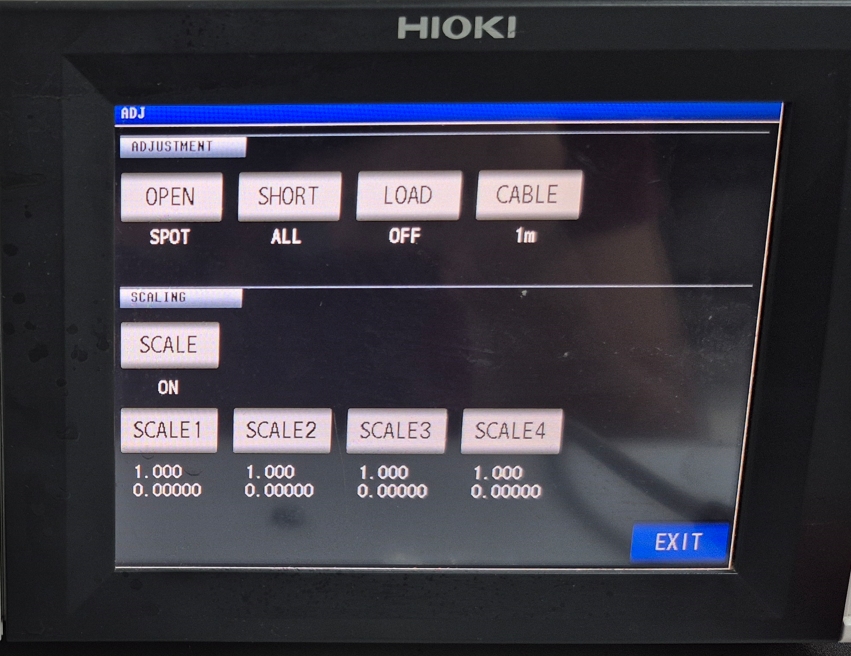 HIOKI
ADJ
ADJUSTMENT
OPEN SHORT LOAD CABLE
SPOT ALL OFF 1m
SCALING
SCALE
ON
SCALE1 SCALE2 SCALE3 SCALE4
1.000 1.000 1.000 1.000
0.00000 0.00000 0.00000 0.00000
EXIT